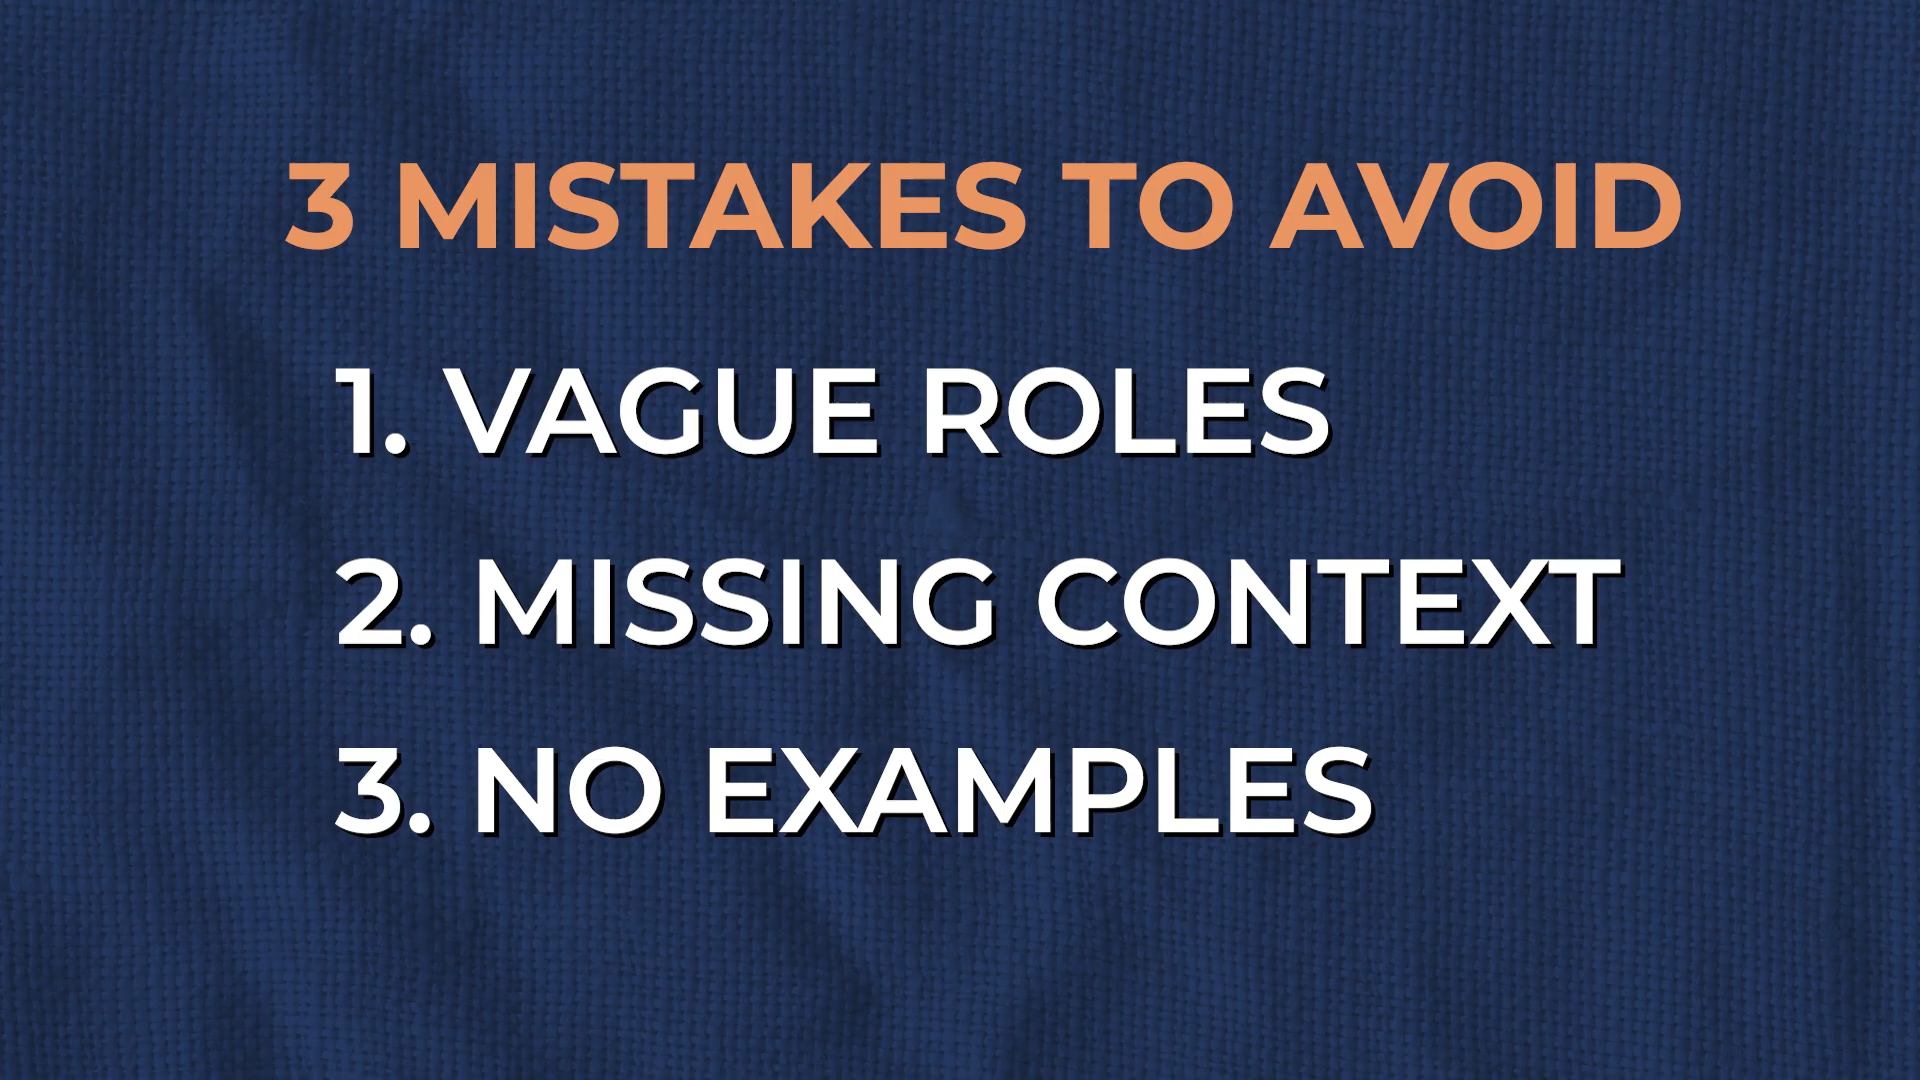 3 MISTAKES TO AVOID
1. VAGUE ROLES
2. MISSING CONTEXT
3. NO EXAMPLES